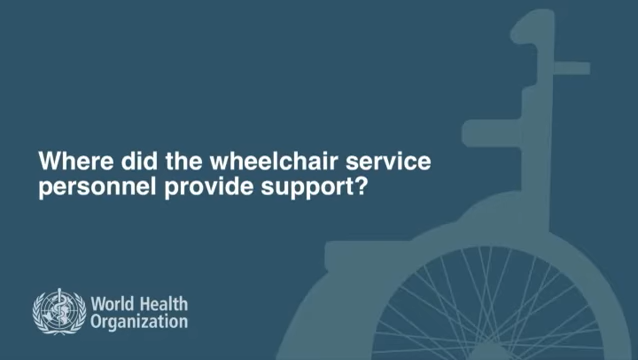 Where did the wheelchair service
personnel provide support?
World Health
Organization